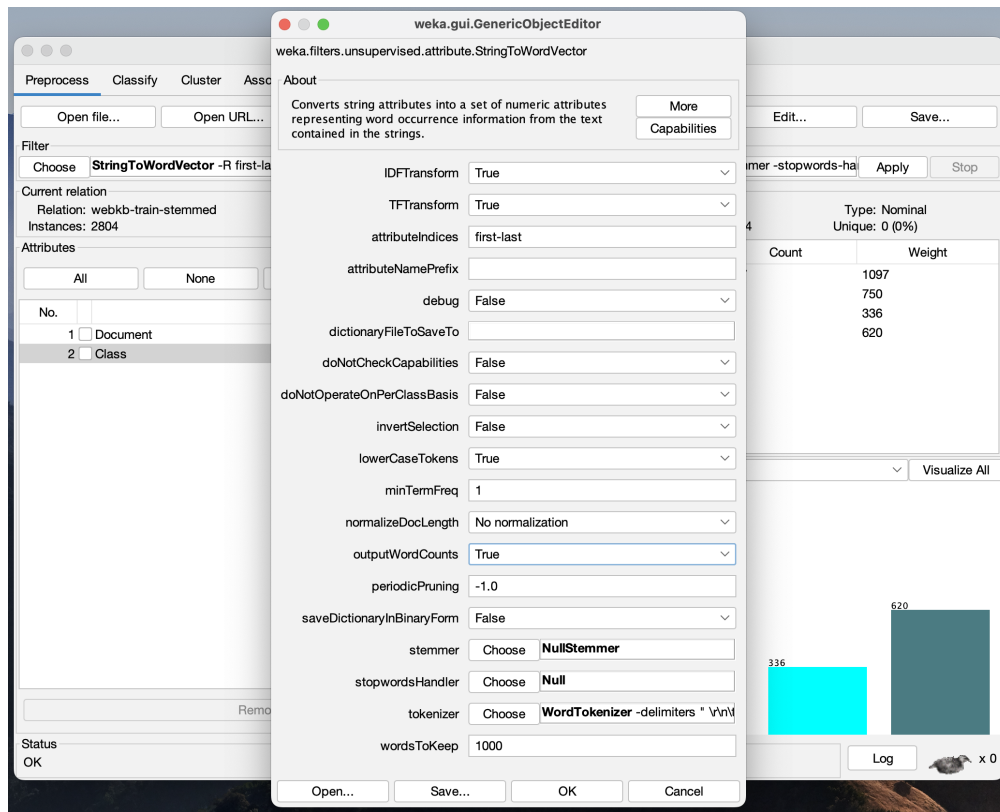 weka.gui.GenericObjectEditor
weka.filters.unsupervised.attribute.StringToWordVector
About
Converts string attributes into a set of numeric attributes
representing word occurrence information from the text
contained in the strings.
More
Capabilities
IDFTransform True
TFTransform True
attributeIndices first-last
attributeNamePrefix
debug False
dictionaryFileToSaveTo
doNotCheckCapabilities False
doNotOperateOnPerClassBasis False
invertSelection False
lowerCaseTokens True
minTermFreq 1
normalizeDocLength No normalization
outputWordCounts True
periodicPruning -1.0
saveDictionaryInBinaryForm False
stemmer Choose NullStemmer
stopwordsHandler Choose Null
tokenizer Choose WordTokenizer -delimiters " \r\n\t
wordsToKeep 1000
Open... Save... OK Cancel
Preprocess Classify Cluster Asso
Open file... Open URL... Edit... Save...
Filter
Choose StringToWordVector -R first-la mer -stopwords-ha Apply Stop
Current relation
Relation: webkb-train-stemmed
Instances: 2804
Attributes
All None
No.
1 Document
2 Class
Remo
Status
OK
4 Type: Nominal
Unique: 0 (0%)
Count Weight
1097
750
336
620
Visualize All
336
620
Log x 0